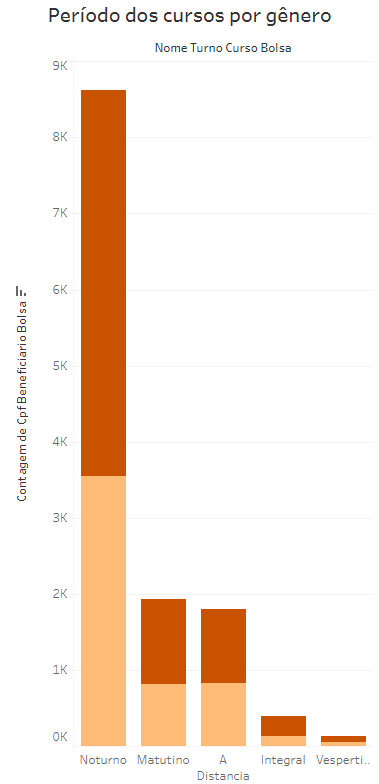 Período dos cursos por gênero
Nome Turno Curso Bolsa
Contagem de Cpf Beneficiario Bolsa
9K
8K
7K
6K
5K
4K
3K
2K
1K
0K
Noturno
Matutino
A
Distancia
Integral
Vesperti..